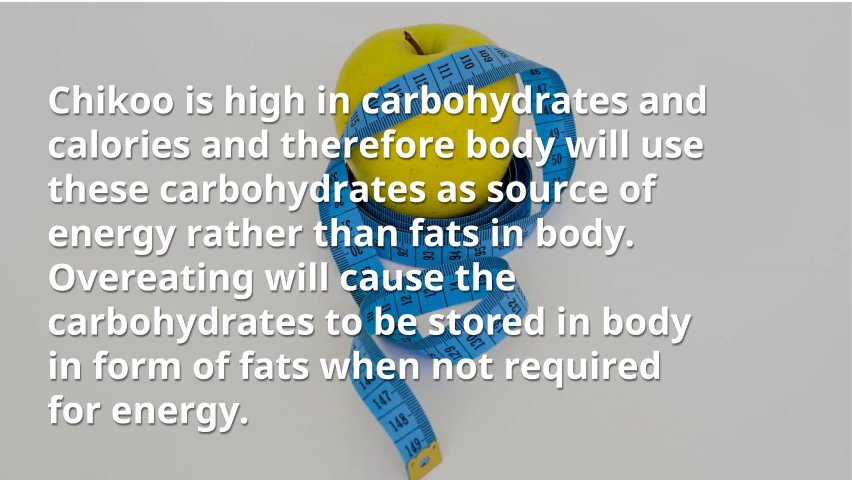 Chikoo is high in carbohydrates and
calories and therefore body will use
these carbohydrates as source of
energy rather than fats in body.
Overeating will cause the
carbohydrates to be stored in body
in form of fats when not required
for energy.